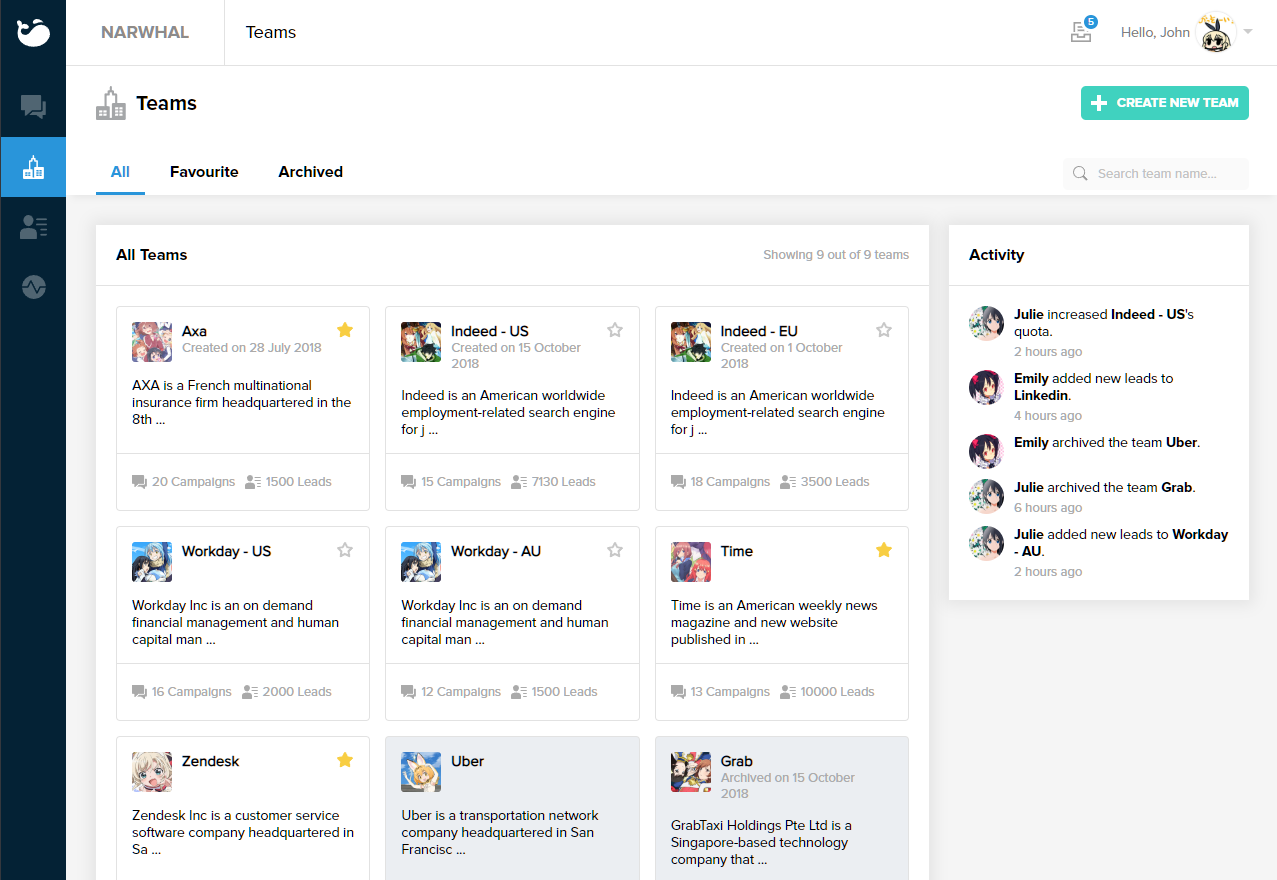 NARWHAL
Teams
5
Hello, John
Teams
CREATE NEW TEAM
All
Favourite
Archived
Search team name...
All Teams
Showing 9 out of 9 teams
Axa
Created on 28 July 2018
AXA is a French multinational
insurance firm headquartered in the
8th ...
20 Campaigns
1500 Leads
Indeed - US
Created on 15 October
2018
Indeed is an American worldwide
employment-related search engine
for j ...
15 Campaigns
7130 Leads
Indeed - EU
Created on 1 October
2018
Indeed is an American worldwide
employment-related search engine
for j ...
18 Campaigns
3500 Leads
Workday - US
Workday Inc is an on demand
financial management and human
capital man ...
16 Campaigns
2000 Leads
Workday - AU
Workday Inc is an on demand
financial management and human
capital man ...
12 Campaigns
1500 Leads
Time
Time is an American weekly news
magazine and new website
published in ...
13 Campaigns
10000 Leads
Zendesk
Zendesk Inc is a customer service
software company headquartered in
Sa ...
Uber
Uber is a transportation network
company headquartered in San
Francisc ...
Grab
Archived on 15 October
2018
GrabTaxi Holdings Pte Ltd is a
Singapore-based technology
company that ...
Activity
Julie increased Indeed - US's
quota.
2 hours ago
Emily added new leads to
Linkedin.
4 hours ago
Emily archived the team Uber.
Julie archived the team Grab.
6 hours ago
Julie added new leads to Workday
- AU.
2 hours ago